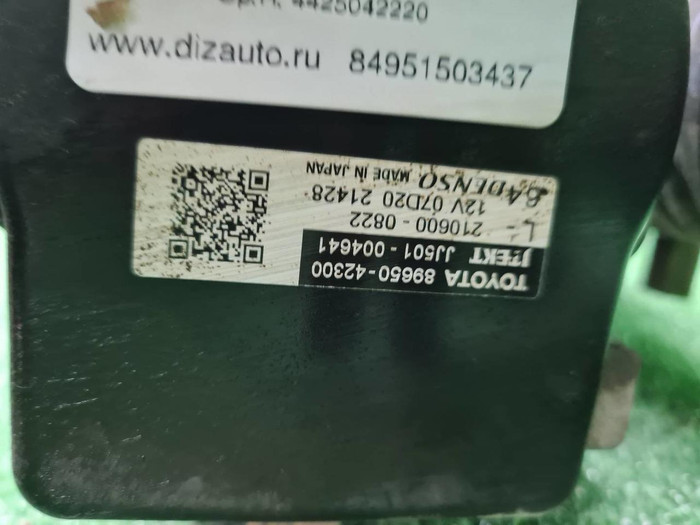 4425042220
www.dizauto.ru 84951503437
TOYOTA 89650-42300
JTEKT JJ501-004641
L- 210600-0822
12V 07D20 21428
DENSO MADE IN JAPAN